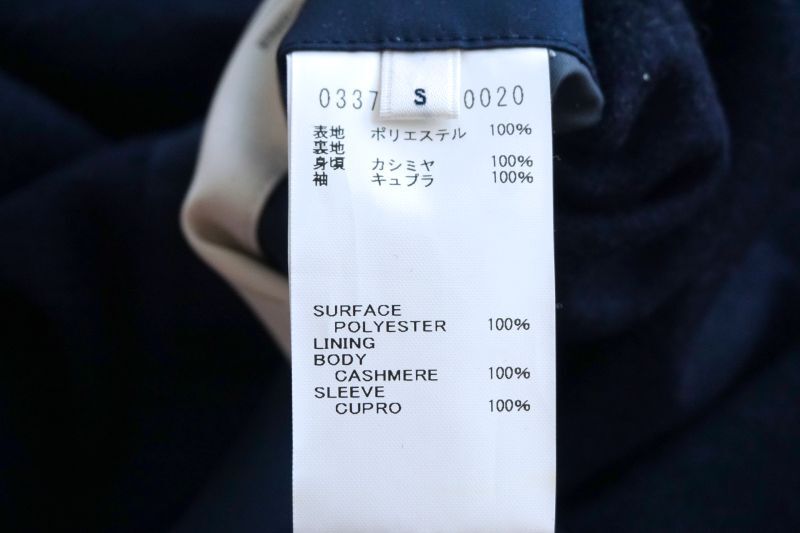 0337 S 0020
表地 ポリエステル 100%
裏地
身頃 カシミヤ 100%
袖 キュプラ 100%
SURFACE
POLYESTER 100%
LINING
BODY
CASHMERE 100%
SLEEVE
CUPRO 100%